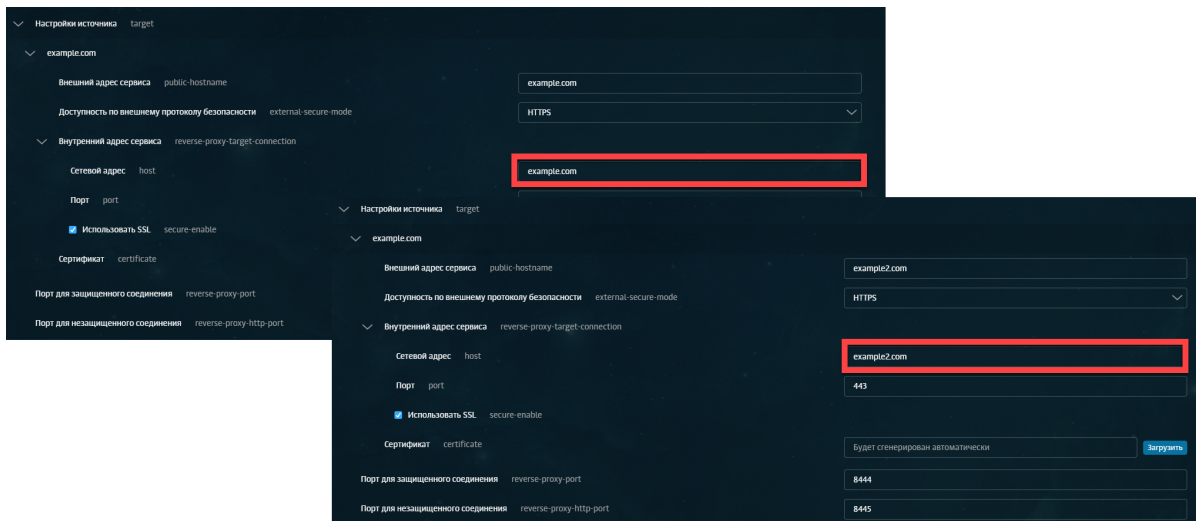 Настройки источника target
example.com
Внешний адрес сервиса public-hostname example.com
Доступность по внешнему протоколу безопасности external-secure-mode HTTPS
Внутренний адрес сервиса reverse-proxy-target-connection
Сетевой адрес host example.com
Порт port
Использовать SSL secure-enable
Сертификат certificate
Порт для защищенного соединения reverse-proxy-port
Порт для незащищенного соединения reverse-proxy-http-port
Настройки источника target
example.com
Внешний адрес сервиса public-hostname example2.com
Доступность по внешнему протоколу безопасности external-secure-mode HTTPS
Внутренний адрес сервиса reverse-proxy-target-connection
Сетевой адрес host example2.com
Порт port 443
Использовать SSL secure-enable
Сертификат certificate Будет сгенерирован автоматически Загрузить
Порт для защищенного соединения reverse-proxy-port 8444
Порт для незащищенного соединения reverse-proxy-http-port 8445